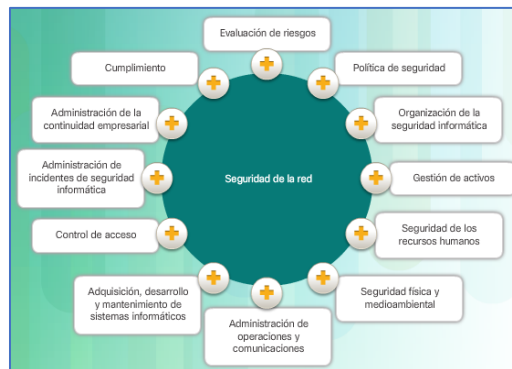 Evaluación de riesgos
Política de seguridad
Organización de la
seguridad informática
Gestión de activos
Seguridad de los
recursos humanos
Seguridad física y
medioambiental
Administración de
operaciones y
comunicaciones
Adquisición, desarrollo
y mantenimiento de
sistemas informáticos
Control de acceso
Administración de
incidentes de seguridad
informática
Administración de la
continuidad empresarial
Cumplimiento
Seguridad de la red